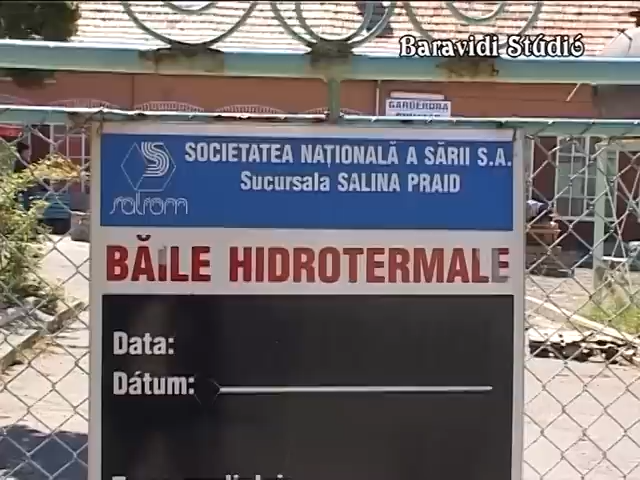 Baravidi Stúdió
GARDEROBA
SOCIETATEA NAȚIONALĂ A SĂRII S.A.
Sucursala SALINA PRAID
salrom
BĂILE HIDROTERMALE
Data:
Dátum: